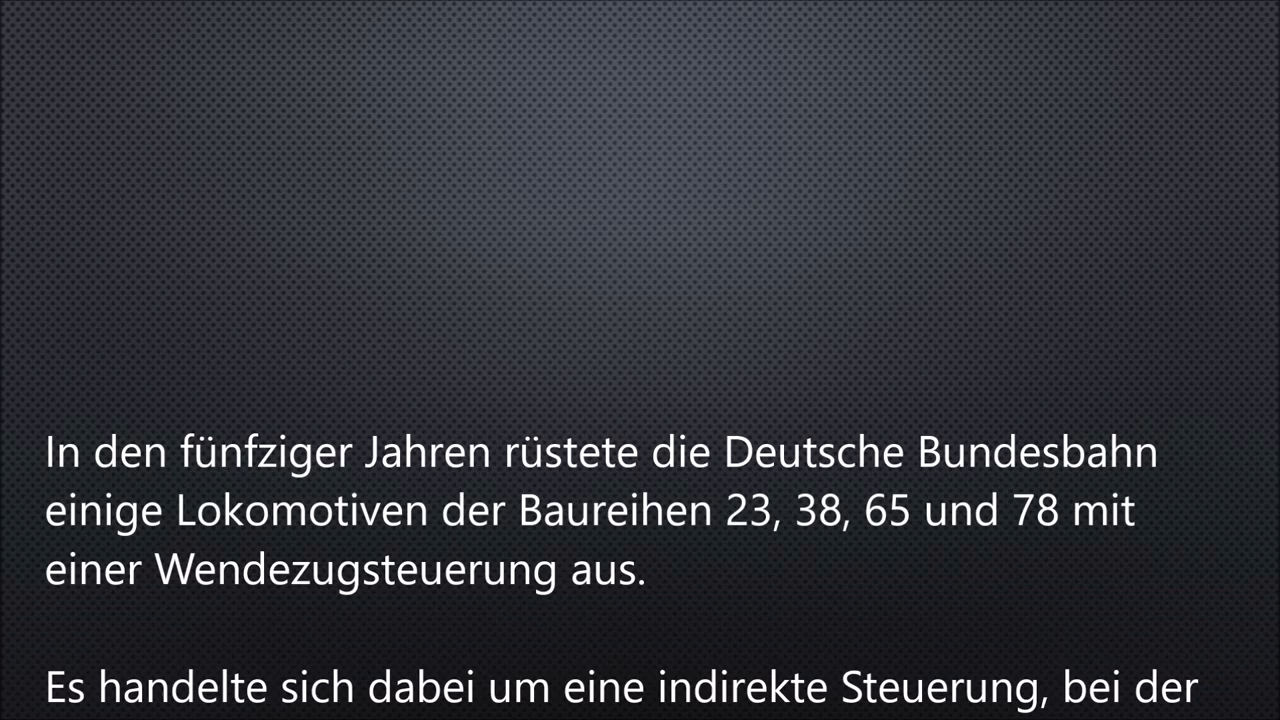 In den fünfziger Jahren rüstete die Deutsche Bundesbahn
einige Lokomotiven der Baureihen 23, 38, 65 und 78 mit
einer Wendezugsteuerung aus.
Es handelte sich dabei um eine indirekte Steuerung, bei der